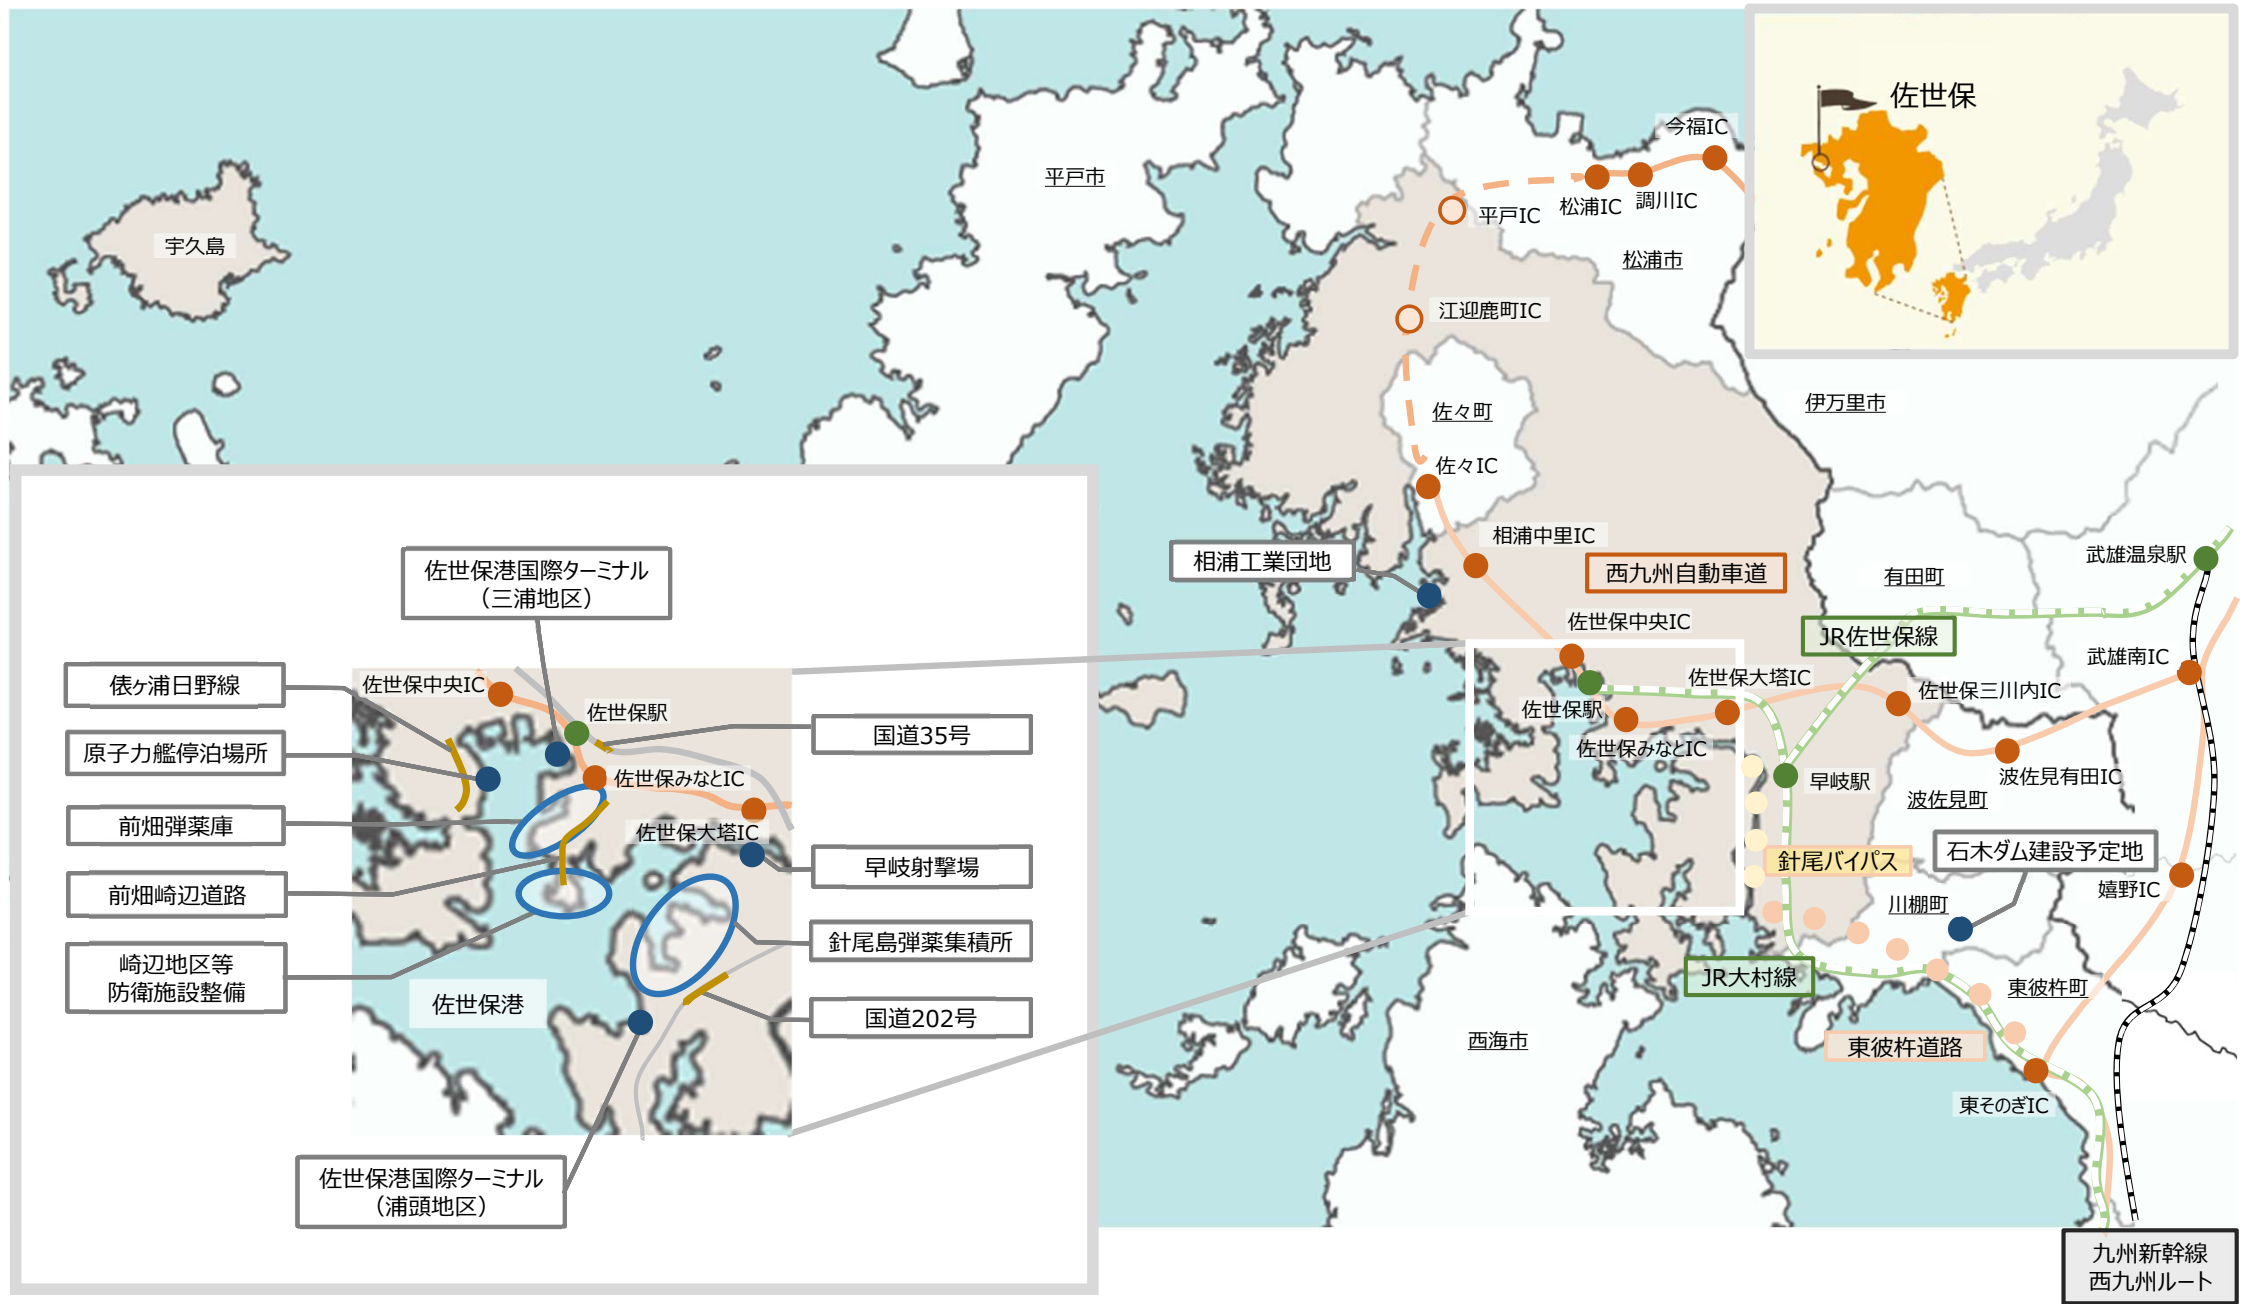 佐世保
今福IC
平戸市
松浦IC
調川IC
平戸IC
宇久島
松浦市
江迎鹿町IC
伊万里市
佐々町
佐々IC
相浦中里IC
相浦工業団地
西九州自動車道
武雄温泉駅
有田町
佐世保中央IC
JR佐世保線
武雄南IC
佐世保大塔IC
佐世保三川内IC
佐世保駅
佐世保みなとIC
早岐駅
波佐見有田IC
波佐見町
石木ダム建設予定地
針尾バイパス
嬉野IC
川棚町
JR大村線
東彼杵町
西海市
東彼杵道路
東そのぎIC
九州新幹線
西九州ルート
佐世保港国際ターミナル
（三浦地区）
俵ヶ浦日野線
佐世保中央IC
佐世保駅
国道35号
原子力艦停泊場所
佐世保みなとIC
前畑弾薬庫
佐世保大塔IC
早岐射撃場
前畑崎辺道路
針尾島弾薬集積所
崎辺地区等
防衛施設整備
佐世保港
国道202号
佐世保港国際ターミナル
（浦頭地区）